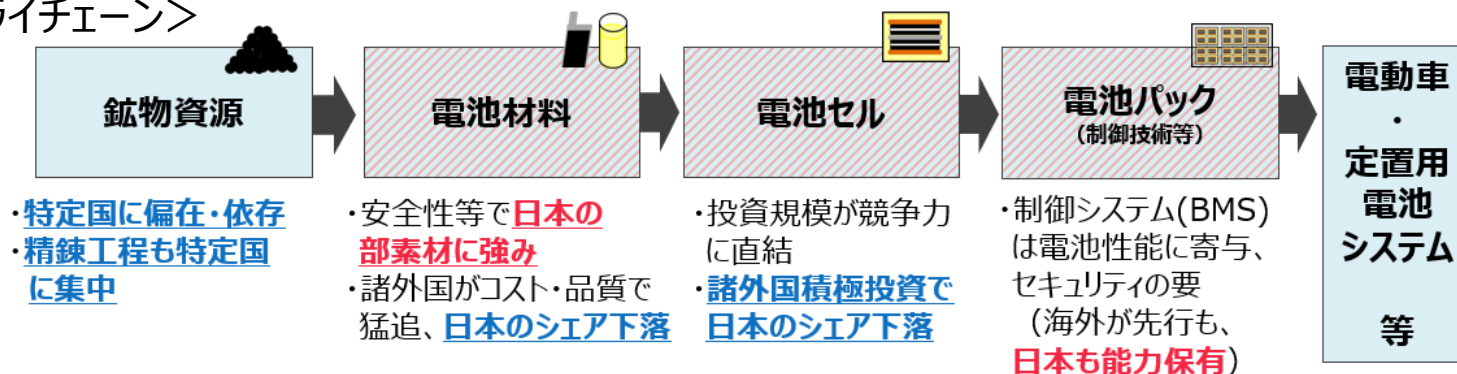 ライチェーン＞
鉱物資源
・特定国に偏在・依存
・精錬工程も特定国
に集中
電池材料
・安全性等で日本の
部素材に強み
・諸外国がコスト・品質で
猛追、日本のシェア下落
電池セル
・投資規模が競争力
に直結
・諸外国積極投資で
日本のシェア下落
電池パック
(制御技術等)
・制御システム(BMS)
は電池性能に寄与、
セキュリティの要
（海外が先行も、
日本も能力保有）
電動車
・
定置用
電池
システム
等